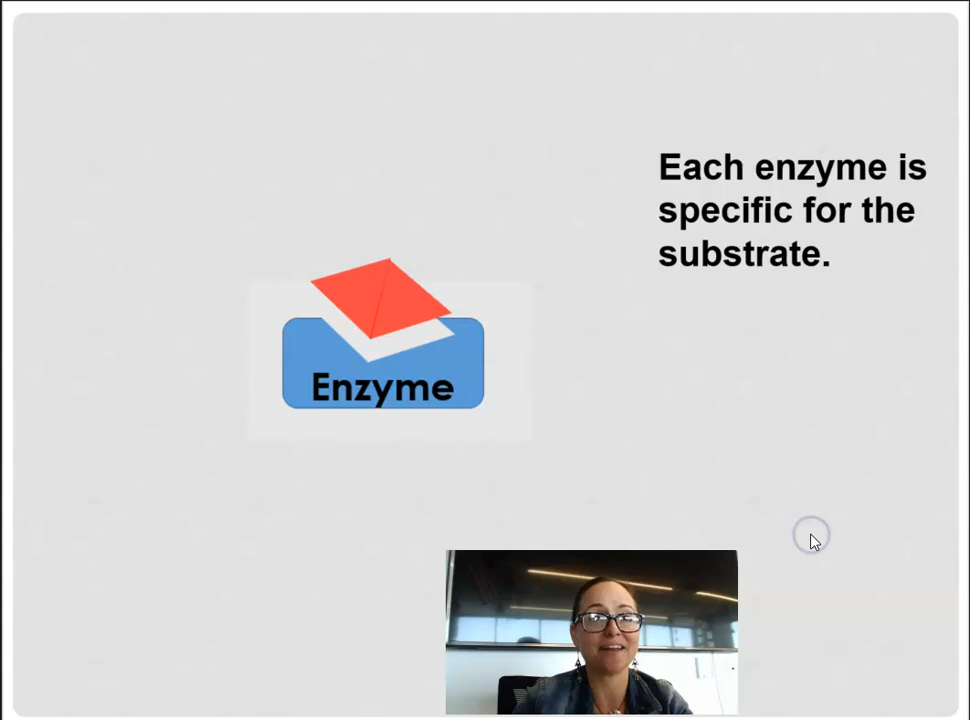 Each enzyme is
specific for the
substrate.
Enzyme